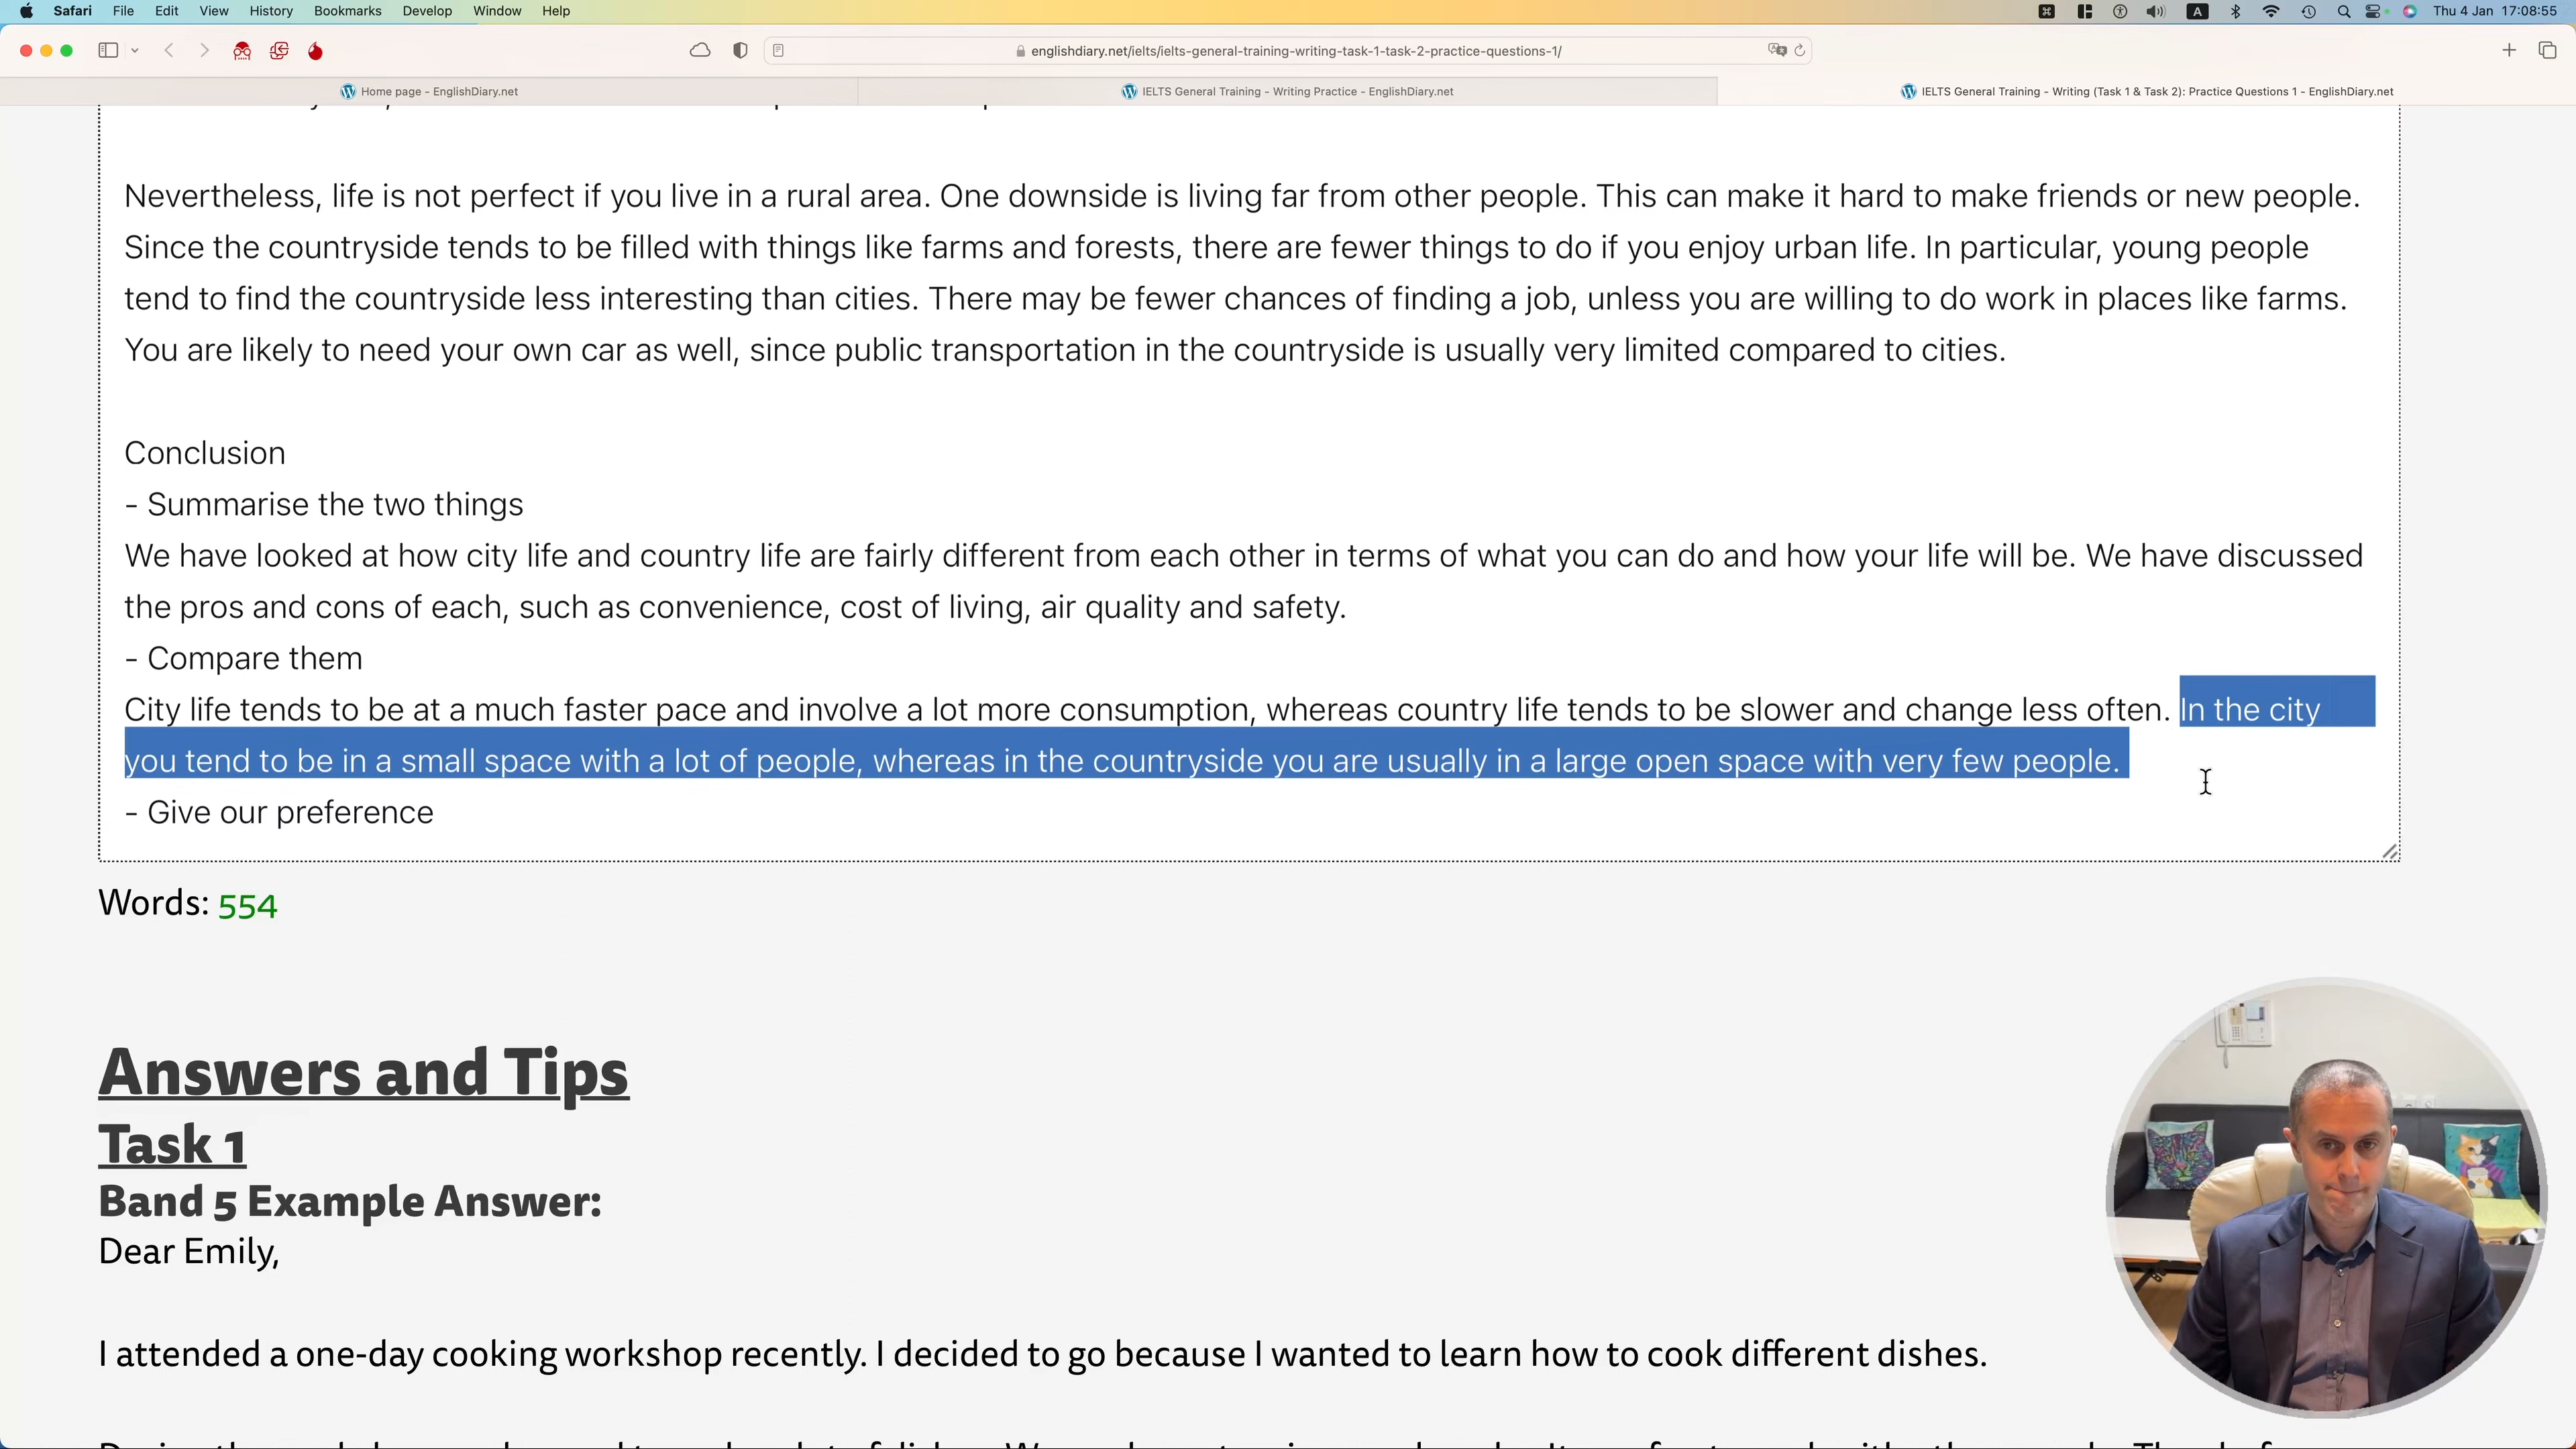 Safari File Edit View History Bookmarks Develop Window Help
A Thu 4 Jan 17:08:55
englishdiary.net/ielts/ielts-general-training-writing-task-1-task-2-practice-questions-1/
Home page - EnglishDiary.net
IELTS General Training - Writing Practice - EnglishDiary.net
IELTS General Training - Writing (Task 1 & Task 2): Practice Questions 1 - EnglishDiary.net
Nevertheless, life is not perfect if you live in a rural area. One downside is living far from other people. This can make it hard to make friends or new people.
Since the countryside tends to be filled with things like farms and forests, there are fewer things to do if you enjoy urban life. In particular, young people
tend to find the countryside less interesting than cities. There may be fewer chances of finding a job, unless you are willing to do work in places like farms.
You are likely to need your own car as well, since public transportation in the countryside is usually very limited compared to cities.
Conclusion
- Summarise the two things
We have looked at how city life and country life are fairly different from each other in terms of what you can do and how your life will be. We have discussed
the pros and cons of each, such as convenience, cost of living, air quality and safety.
- Compare them
City life tends to be at a much faster pace and involve a lot more consumption, whereas country life tends to be slower and change less often. In the city
you tend to be in a small space with a lot of people, whereas in the countryside you are usually in a large open space with very few people.
- Give our preference
Words: 554
Answers and Tips
Task 1
Band 5 Example Answer:
Dear Emily,
I attended a one-day cooking workshop recently. I decided to go because I wanted to learn how to cook different dishes.